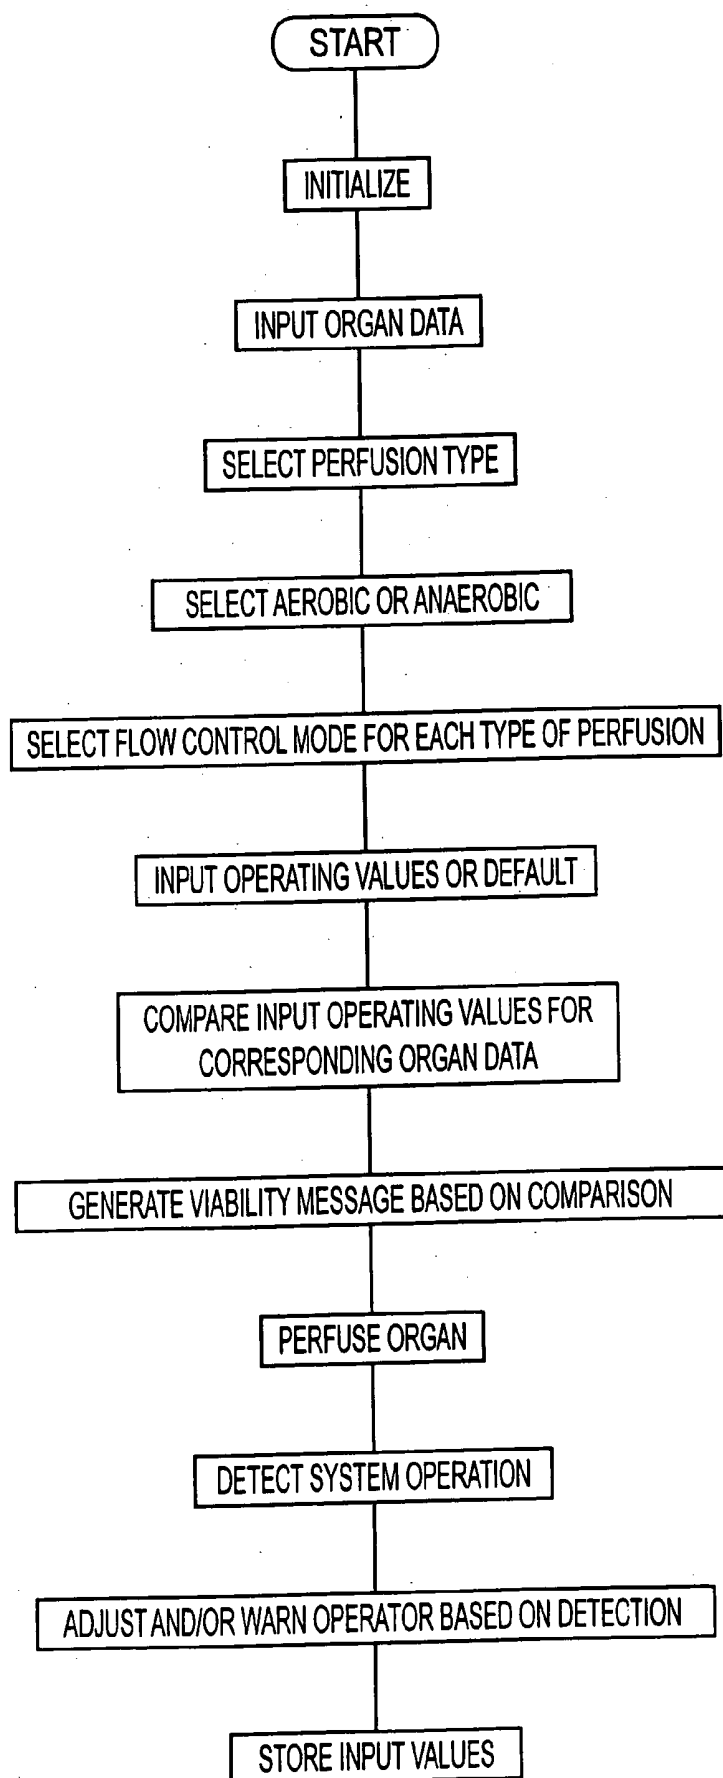 START
INITIALIZE
INPUT ORGAN DATA
SELECT PERFUSION TYPE
SELECT AEROBIC OR ANAEROBIC
SELECT FLOW CONTROL MODE FOR EACH TYPE OF PERFUSION
INPUT OPERATING VALUES OR DEFAULT
COMPARE INPUT OPERATING VALUES FOR
CORRESPONDING ORGAN DATA
GENERATE VIABILITY MESSAGE BASED ON COMPARISON
PERFUSE ORGAN
DETECT SYSTEM OPERATION
ADJUST AND/OR WARN OPERATOR BASED ON DETECTION
STORE INPUT VALUES